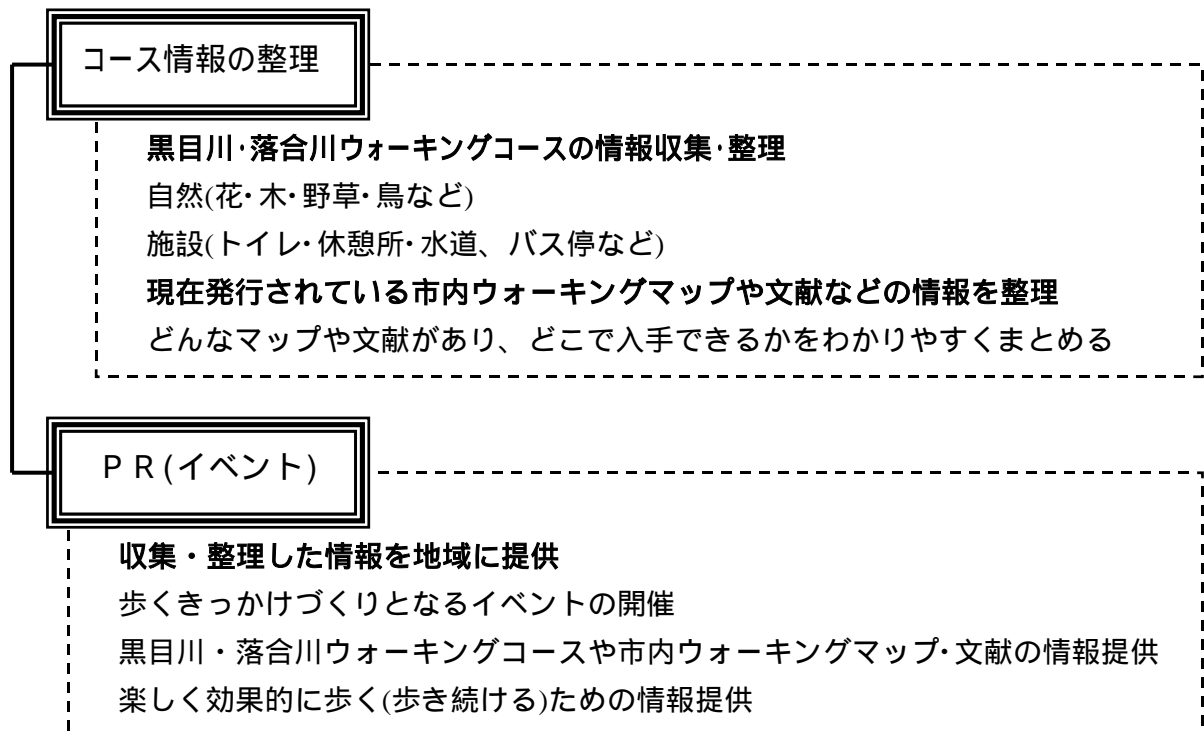 コース情報の整理
黒目川・落合川ウォーキングコースの情報収集・整理
自然(花・木・野草・鳥など)
施設(トイレ・休憩所・水道、バス停など)
現在発行されている市内ウォーキングマップや文献などの情報を整理
どんなマップや文献があり、どこで入手できるかをわかりやすくまとめる
ＰＲ(イベント)
収集・整理した情報を地域に提供
歩くきっかけづくりとなるイベントの開催
黒目川・落合川ウォーキングコースや市内ウォーキングマップ・文献の情報提供
楽しく効果的に歩く(歩き続ける)ための情報提供